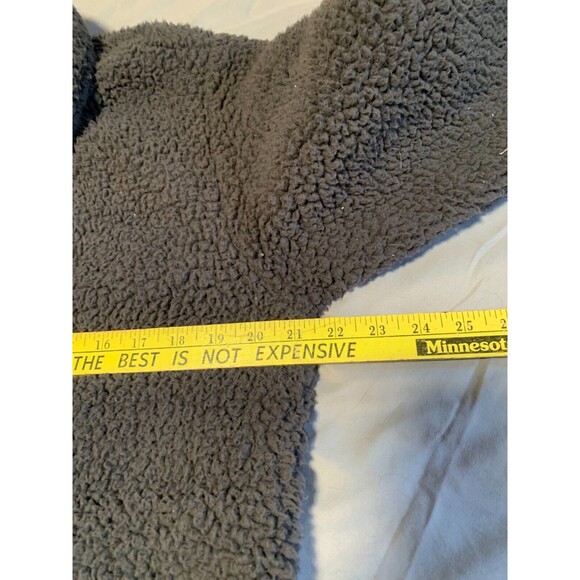 16 17 18 19 20 21 22 23 24 25
THE BEST IS NOT EXPENSIVE Minnesot